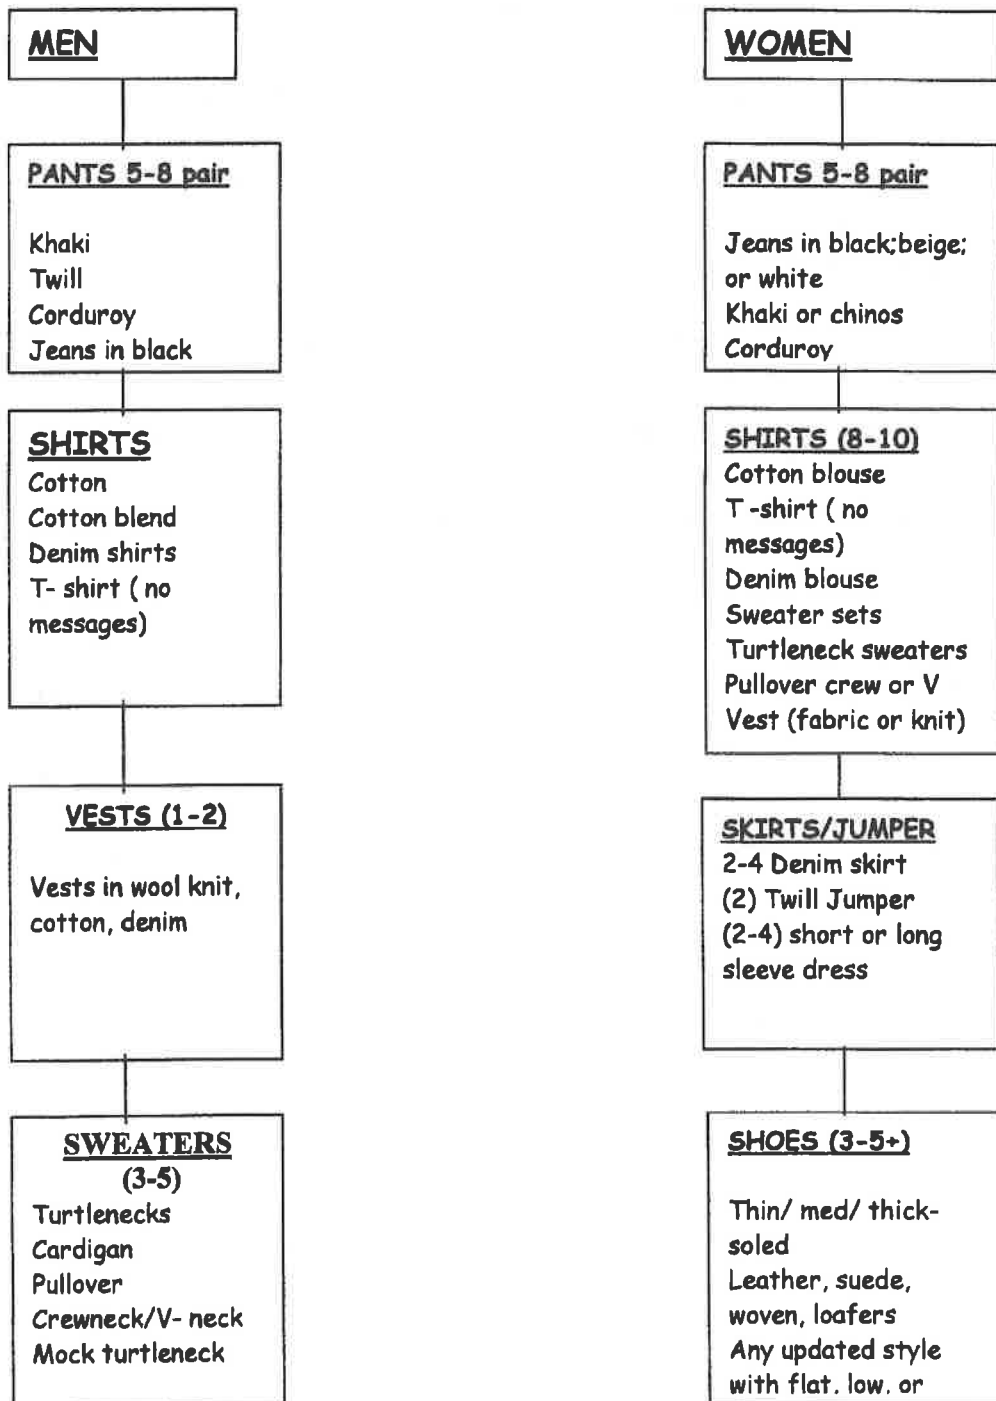 MEN
PANTS 5-8 pair
Khaki
Twill
Corduroy
Jeans in black
SHIRTS
Cotton
Cotton blend
Denim shirts
T- shirt ( no
messages)
VESTS (1-2)
Vests in wool knit,
cotton, denim
SWEATERS
(3-5)
Turtlenecks
Cardigan
Pullover
Crewneck/V- neck
Mock turtleneck
WOMEN
PANTS 5-8 pair
Jeans in black;beige;
or white
Khaki or chinos
Corduroy
SHIRTS (8-10)
Cotton blouse
T -shirt ( no
messages)
Denim blouse
Sweater sets
Turtleneck sweaters
Pullover crew or V
Vest (fabric or knit)
SKIRTS/JUMPER
2-4 Denim skirt
(2) Twill Jumper
(2-4) short or long
sleeve dress
SHOES (3-5+)
Thin/ med/ thick-
soled
Leather, suede,
woven, loafers
Any updated style
with flat, low, or